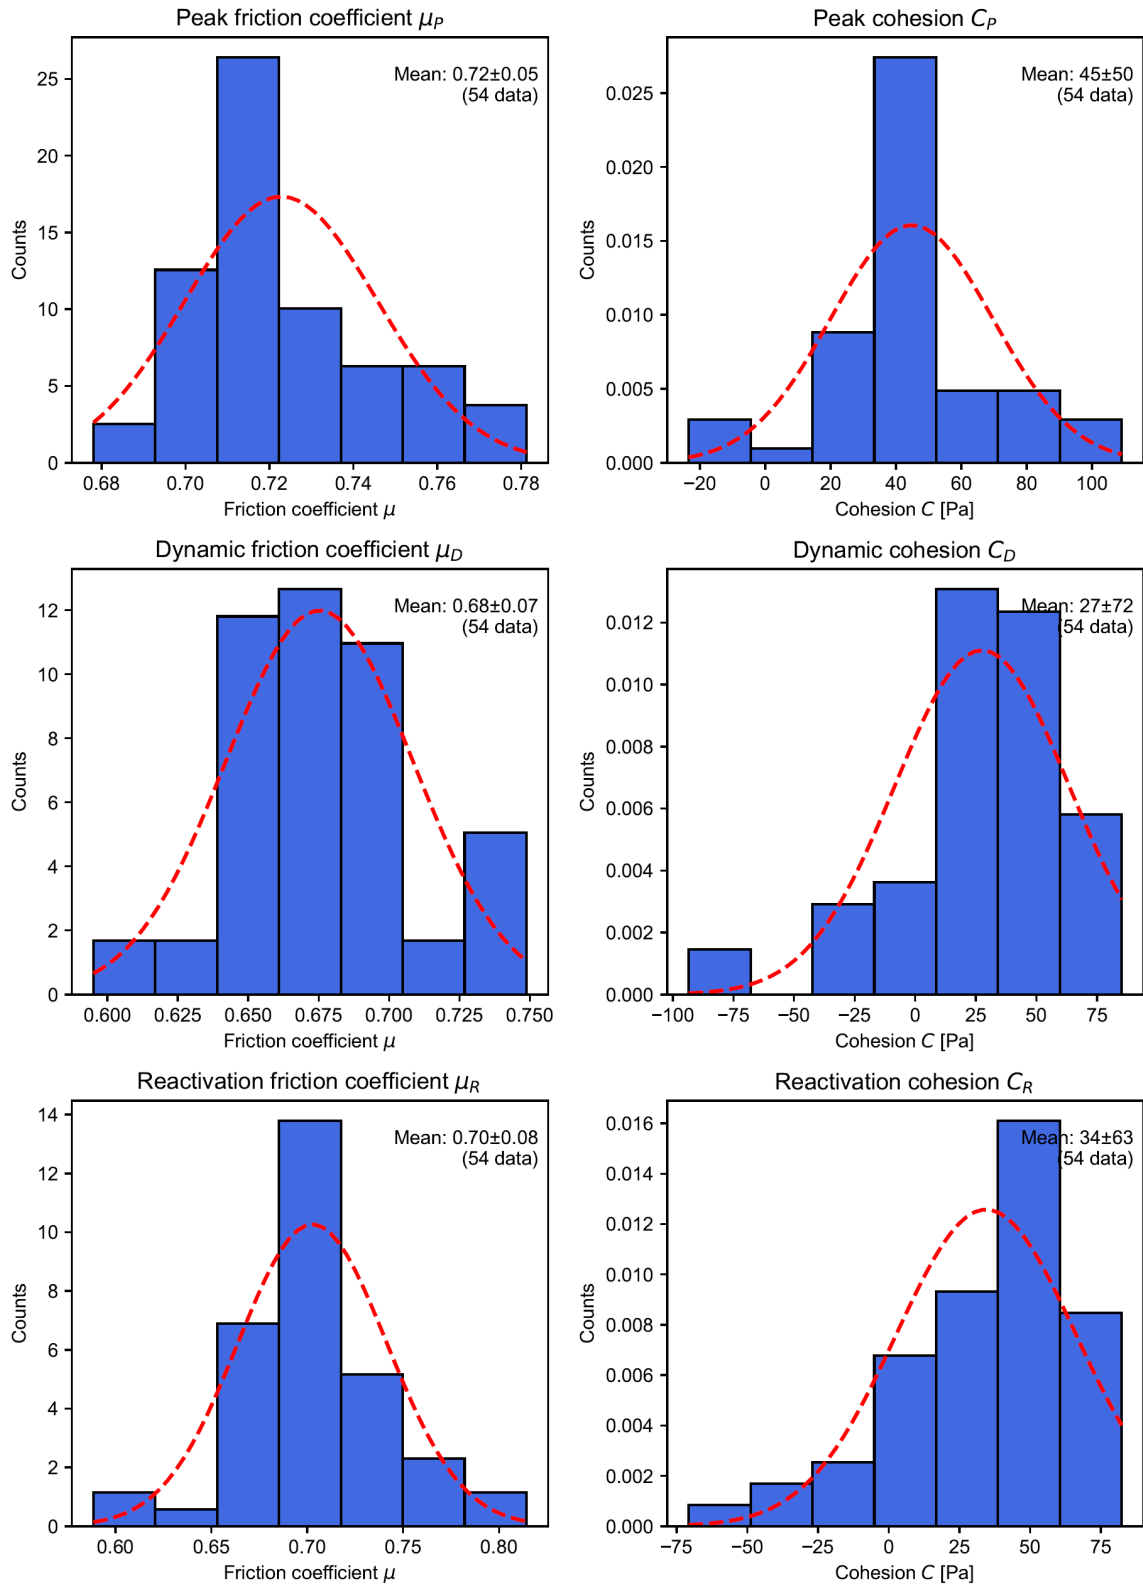 Peak friction coefficient μP
Mean: 0.72±0.05
(54 data)
25
20
15
10
5
0
Counts
0.68 0.70 0.72 0.74 0.76 0.78
Friction coefficient μ
Peak cohesion CP
Mean: 45±50
(54 data)
0.025
0.020
0.015
0.010
0.005
0.000
Counts
−20 0 20 40 60 80 100
Cohesion C [Pa]
Dynamic friction coefficient μD
Mean: 0.68±0.07
(54 data)
12
10
8
6
4
2
0
Counts
0.600 0.625 0.650 0.675 0.700 0.725 0.750
Friction coefficient μ
Dynamic cohesion CD
Mean: 27±72
(54 data)
0.012
0.010
0.008
0.006
0.004
0.002
0.000
Counts
−100 −75 −50 −25 0 25 50 75
Cohesion C [Pa]
Reactivation friction coefficient μR
Mean: 0.70±0.08
(54 data)
14
12
10
8
6
4
2
0
Counts
0.60 0.65 0.70 0.75 0.80
Friction coefficient μ
Reactivation cohesion CR
Mean: 34±63
(54 data)
0.016
0.014
0.012
0.010
0.008
0.006
0.004
0.002
0.000
Counts
−75 −50 −25 0 25 50 75
Cohesion C [Pa]